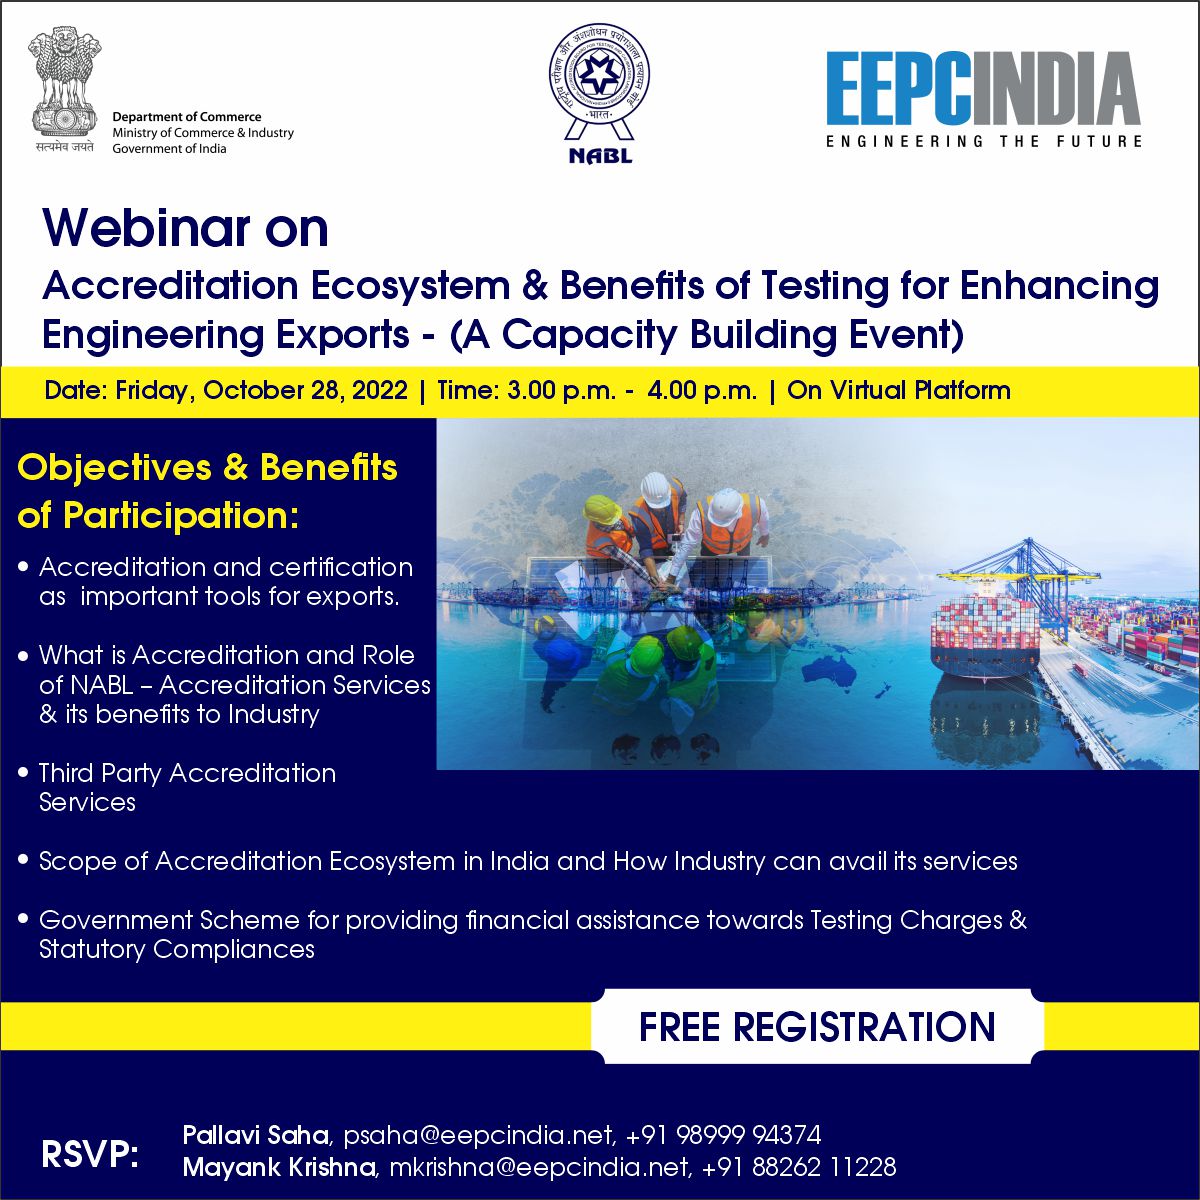 सत्यमेव जयते
Department of Commerce
Ministry of Commerce & Industry
Government of India
भारत
NABL
EEPCINDIA
ENGINEERING THE FUTURE
Webinar on
Accreditation Ecosystem & Benefits of Testing for Enhancing
Engineering Exports - (A Capacity Building Event)
Date: Friday, October 28, 2022 | Time: 3.00 p.m. - 4.00 p.m. | On Virtual Platform
Objectives & Benefits
of Participation:
• Accreditation and certification
as important tools for exports.
• What is Accreditation and Role
of NABL – Accreditation Services
& its benefits to Industry
• Third Party Accreditation
Services
• Scope of Accreditation Ecosystem in India and How Industry can avail its services
• Government Scheme for providing financial assistance towards Testing Charges &
Statutory Compliances
FREE REGISTRATION
RSVP:
Pallavi Saha, psaha@eepcindia.net, +91 98999 94374
Mayank Krishna, mkrishna@eepcindia.net, +91 88262 11228